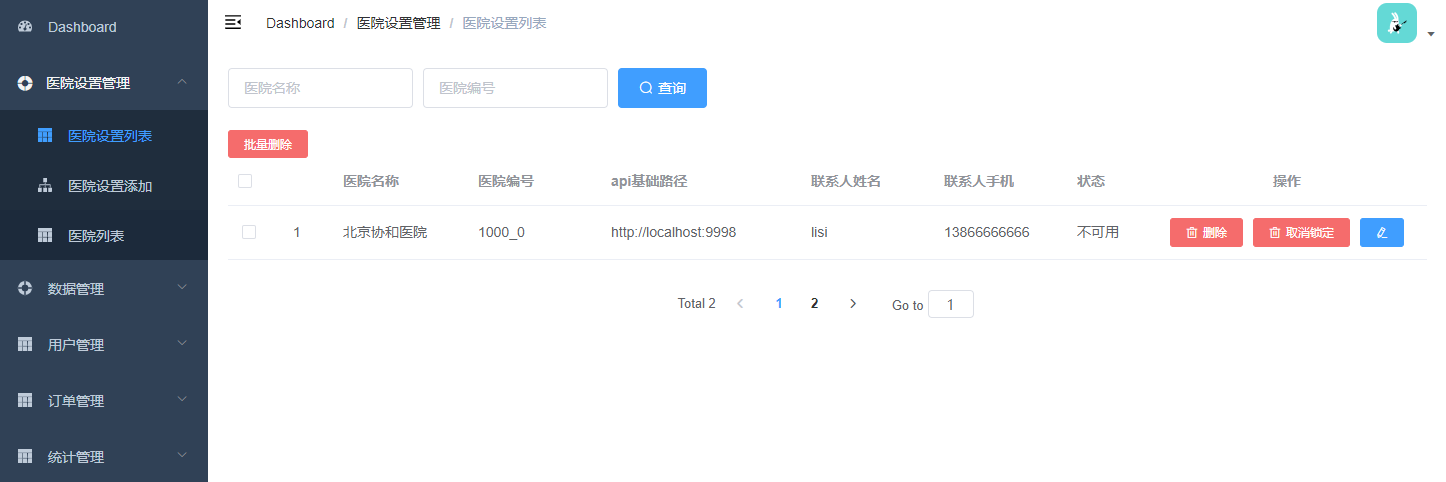 Dashboard
医院设置管理
医院设置列表
医院设置添加
医院列表
数据管理
用户管理
订单管理
统计管理
Dashboard / 医院设置管理 / 医院设置列表
医院名称 医院编号 查询
批量删除
医院名称 医院编号 api基础路径 联系人姓名 联系人手机 状态 操作
1 北京协和医院 1000_0 http://localhost:9998 lisi 13866666666 不可用 删除 取消锁定
Total 2 1 2 Go to 1